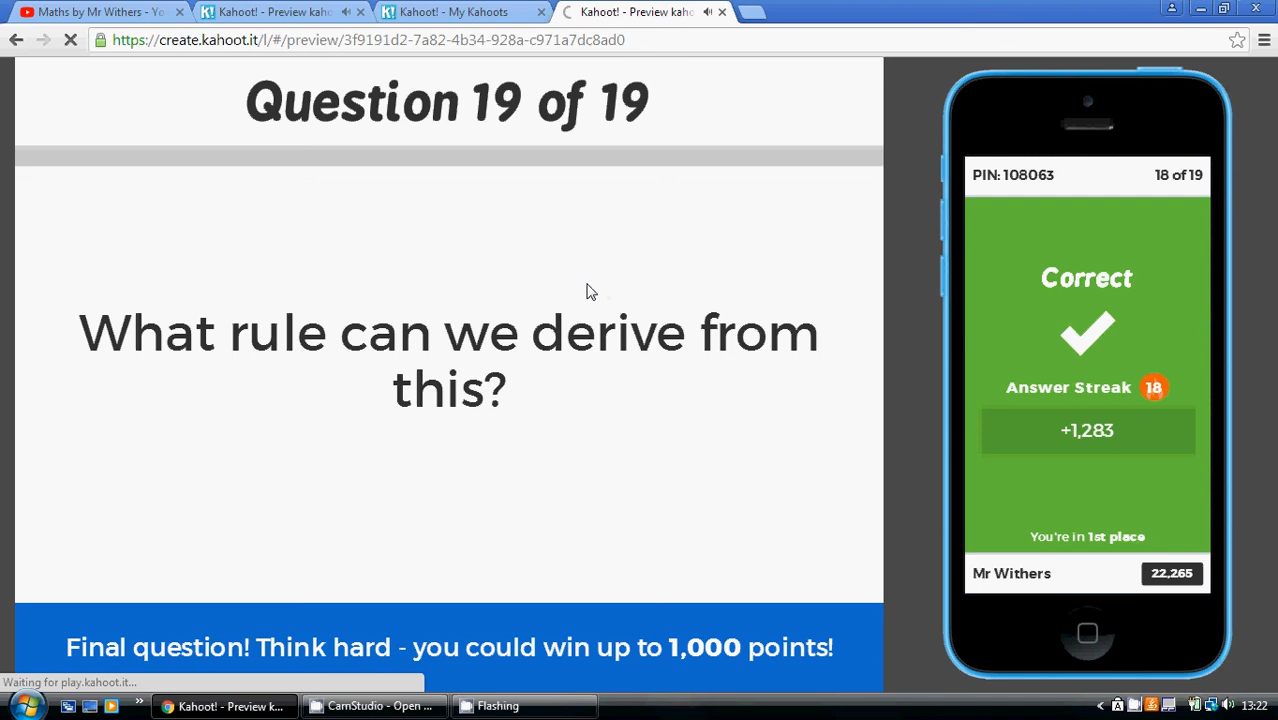 Maths by Mr Withers - Yo
Kahoot! - Preview kaho
Kahoot! - My Kahoots
Kahoot! - Preview kaho
https://create.kahoot.it/l/#/preview/3f9191d2-7a82-4b34-928a-c971a7dc8ad0
Question 19 of 19
What rule can we derive from
this?
Final question! Think hard - you could win up to 1,000 points!
PIN: 108063
18 of 19
Correct
Answer Streak 18
+1,283
You're in 1st place
Mr Withers
22,265
Waiting for play.kahoot.it...
Kahoot! - Preview k...
CamStudio - Open ...
Flashing
13:22